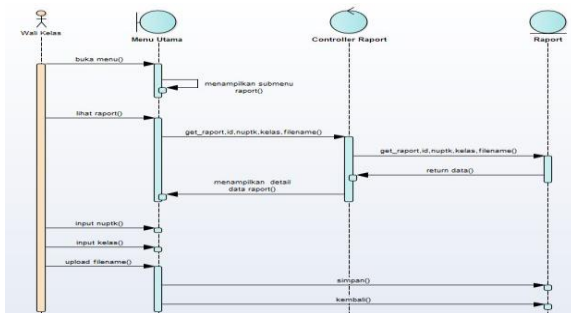 Wali Kelas
Menu Utama
Controller Raport
Raport
buka menu()
menampilkan submenu
raport()
lihat raport()
get_raport,id,nuptk,kelas,filename()
get_raport,id,nuptk,kelas,filename()
return data()
menampilkan detail
data raport()
input nuptk()
input kelas()
upload filename()
simpan()
kembali()